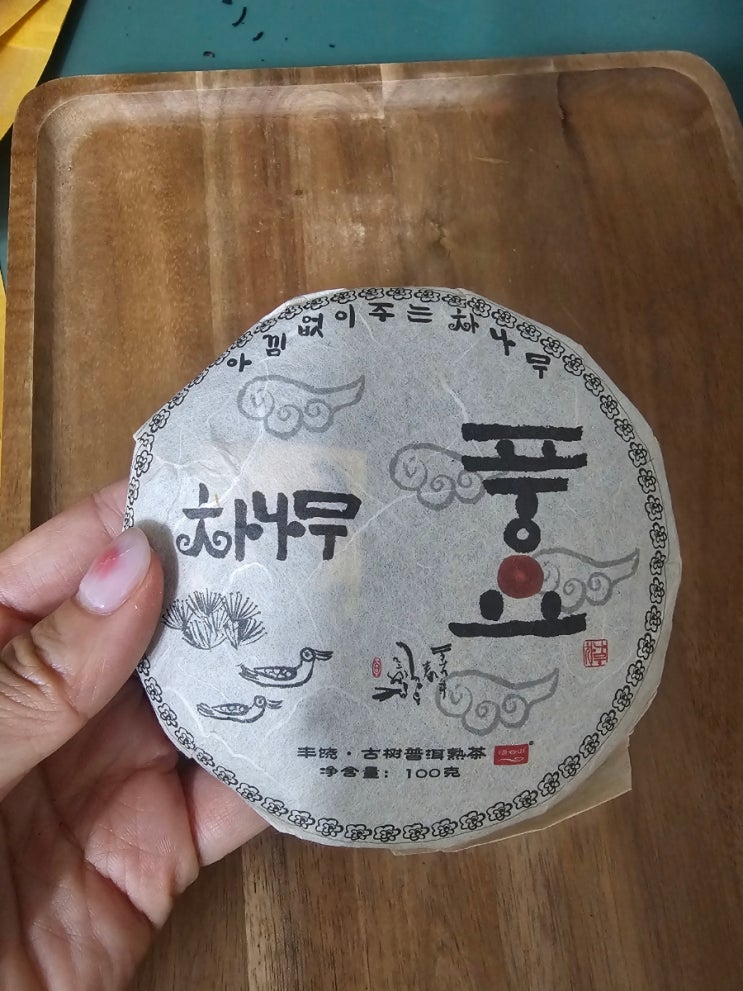 아낌없이주는 차나무
풍요
차나무
丰饶·古树普洱熟茶
净含量：100克